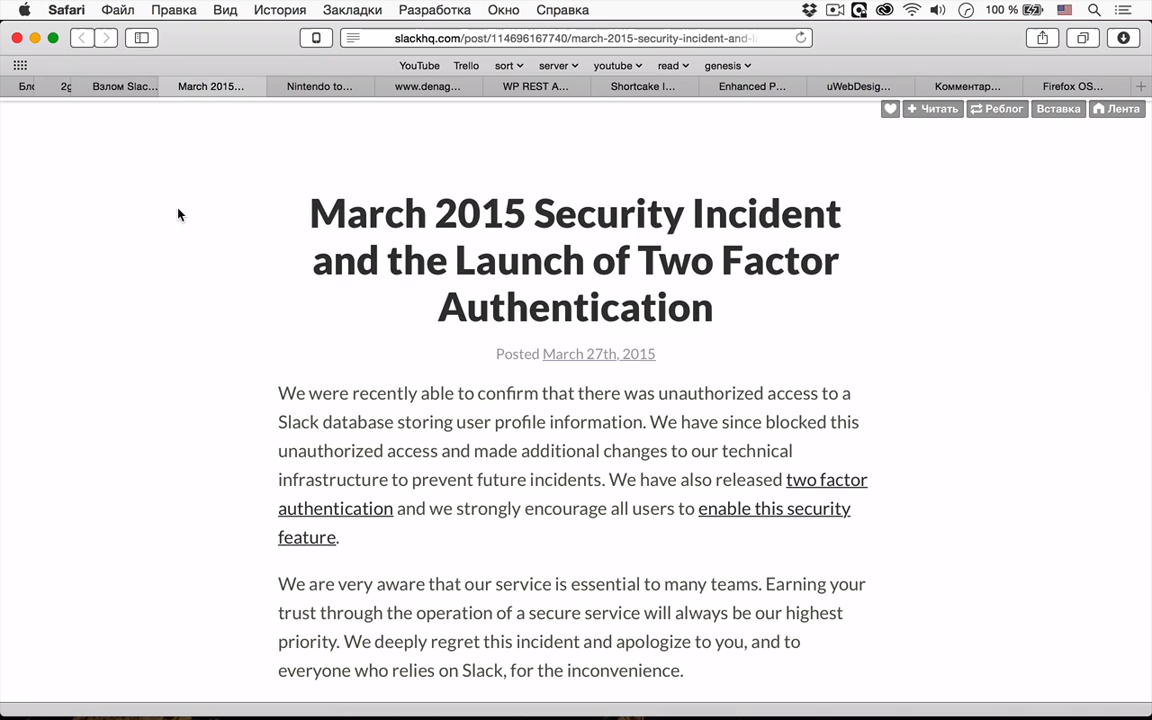 Safari Файл Правка Вид История Закладки Разработка Окно Справка 100 %
slackhq.com/post/114696167740/march-2015-security-incident-and-
YouTube Trello sort server youtube read genesis
Бло 2g Взлом Slac... March 2015... Nintendo to... www.denag... WP REST A... Shortcake I... Enhanced P... uWebDesig... Комментар... Firefox OS...
+ Читать Реблог Вставка Лента
March 2015 Security Incident
and the Launch of Two Factor
Authentication
Posted March 27th, 2015
We were recently able to confirm that there was unauthorized access to a
Slack database storing user profile information. We have since blocked this
unauthorized access and made additional changes to our technical
infrastructure to prevent future incidents. We have also released two factor
authentication and we strongly encourage all users to enable this security
feature.
We are very aware that our service is essential to many teams. Earning your
trust through the operation of a secure service will always be our highest
priority. We deeply regret this incident and apologize to you, and to
everyone who relies on Slack, for the inconvenience.